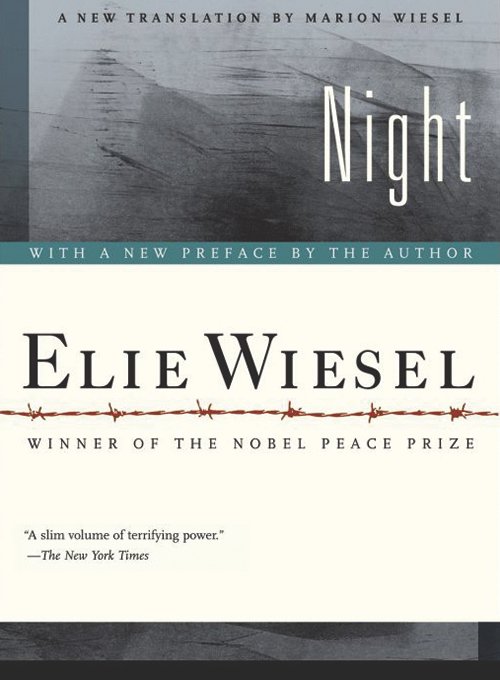 A NEW TRANSLATION BY MARION WIESEL
Night
WITH A NEW PREFACE BY THE AUTHOR
ELIE WIESEL
WINNER OF THE NOBEL PEACE PRIZE
“A slim volume of terrifying power.”
—The New York Times